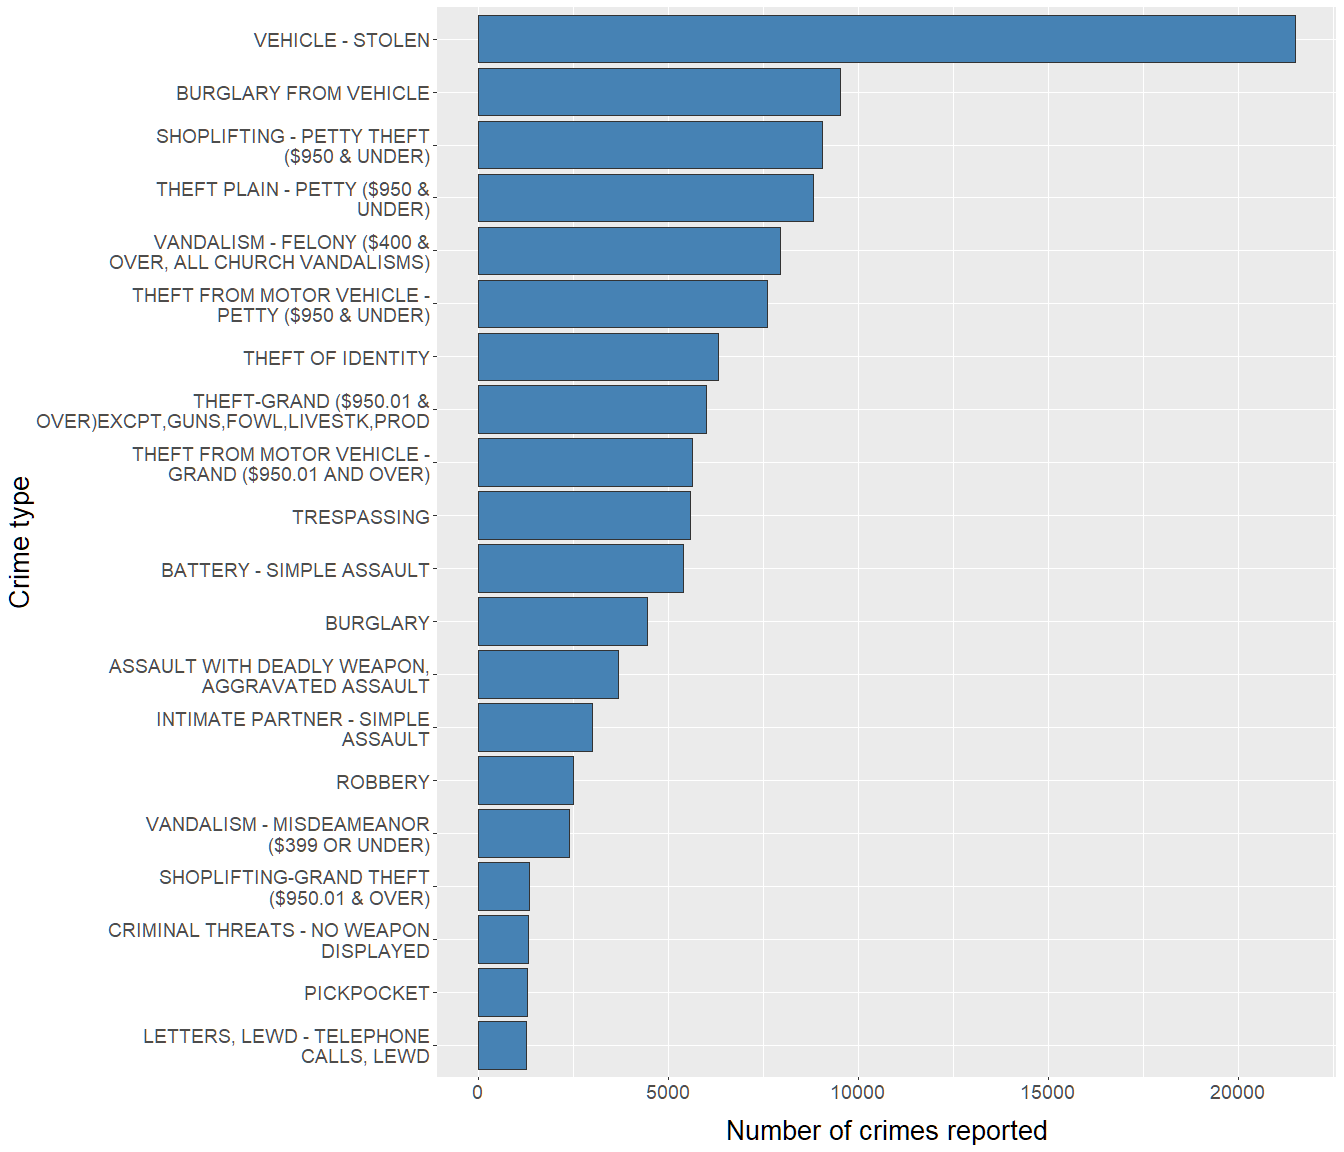 VEHICLE - STOLEN
BURGLARY FROM VEHICLE
SHOPLIFTING - PETTY THEFT
($950 & UNDER)
THEFT PLAIN - PETTY ($950 &
UNDER)
VANDALISM - FELONY ($400 &
OVER, ALL CHURCH VANDALISMS)
THEFT FROM MOTOR VEHICLE -
PETTY ($950 & UNDER)
THEFT OF IDENTITY
THEFT-GRAND ($950.01 &
OVER)EXCPT,GUNS,FOWL,LIVESTK,PROD
THEFT FROM MOTOR VEHICLE -
GRAND ($950.01 AND OVER)
TRESPASSING
BATTERY - SIMPLE ASSAULT
BURGLARY
ASSAULT WITH DEADLY WEAPON,
AGGRAVATED ASSAULT
INTIMATE PARTNER - SIMPLE
ASSAULT
ROBBERY
VANDALISM - MISDEAMEANOR
($399 OR UNDER)
SHOPLIFTING-GRAND THEFT
($950.01 & OVER)
CRIMINAL THREATS - NO WEAPON
DISPLAYED
PICKPOCKET
LETTERS, LEWD - TELEPHONE
CALLS, LEWD
Crime type
0 5000 10000 15000 20000
Number of crimes reported